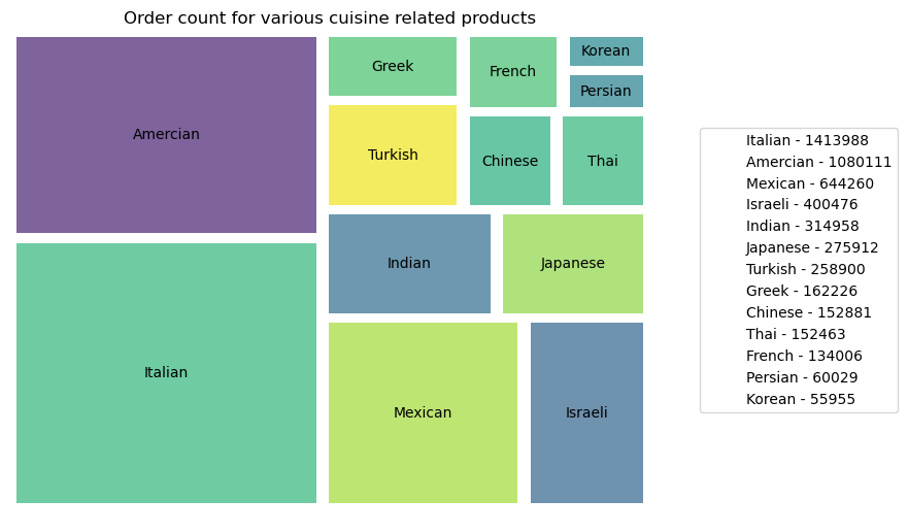 Order count for various cuisine related products
Amercian
Greek
French
Korean
Persian
Turkish
Chinese
Thai
Indian
Japanese
Italian
Mexican
Israeli
Italian - 1413988
Amercian - 1080111
Mexican - 644260
Israeli - 400476
Indian - 314958
Japanese - 275912
Turkish - 258900
Greek - 162226
Chinese - 152881
Thai - 152463
French - 134006
Persian - 60029
Korean - 55955